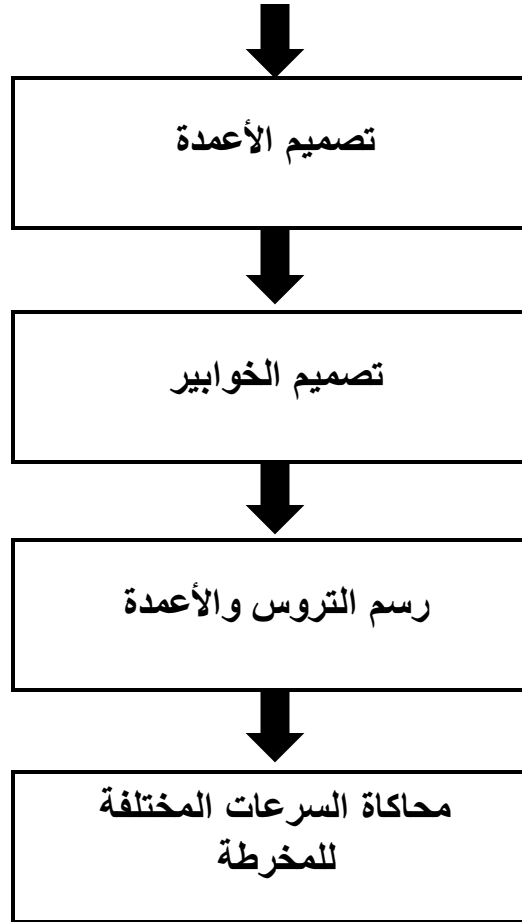 تصميم الأعمدة
تصميم الخوابير
رسم التروس والأعمدة
محاكاة السرعات المختلفة
للمخرطة